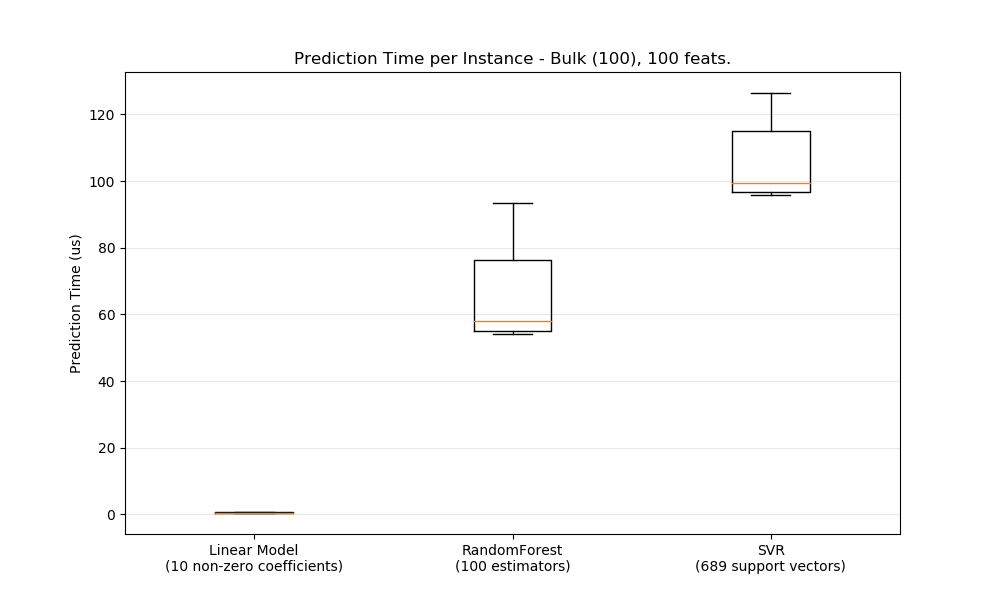 Prediction Time per Instance - Bulk (100), 100 feats.
Prediction Time (us)
120
100
80
60
40
20
0
Linear Model
(10 non-zero coefficients)
RandomForest
(100 estimators)
SVR
(689 support vectors)